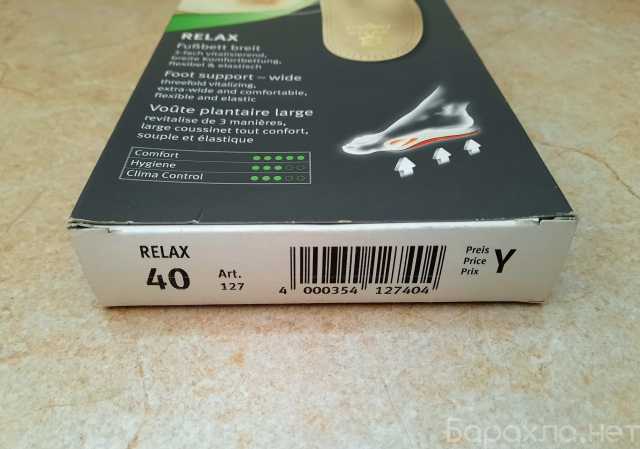 RELAX
Fußbett breit
3-fach vitalisierend,
breite Komfortbettung,
flexibel & elastisch
Foot support – wide
threefold vitalizing,
extra-wide and comfortable,
flexible and elastic
Voûte plantaire large
revitalise de 3 manières,
large coussinet tout confort,
souple et élastique
Comfort
Hygiene
Clima Control
RELAX
40
Art.
127
4 000354 127404
Preis
Price
Prix
Y
Барахла.нет